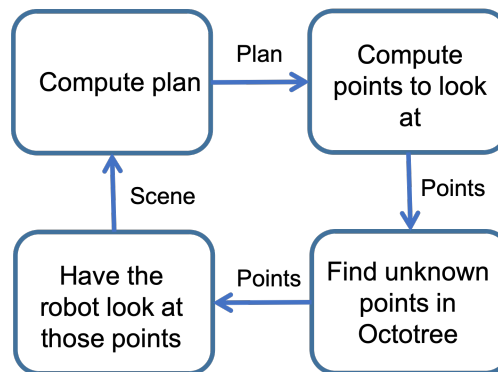 Compute plan
Plan
Compute
points to look
at
Points
Find unknown
points in
Octotree
Points
Have the
robot look at
those points
Scene